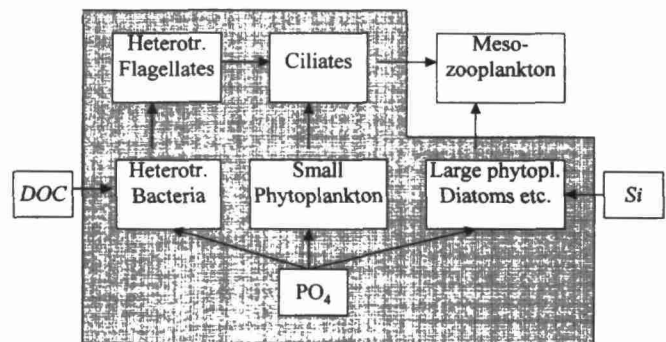 Heterotr.
Flagellates
Ciliates
Meso-
zooplankton
DOC
Heterotr.
Bacteria
Small
Phytoplankton
Large phytopl.
Diatoms etc.
Si
PO₄